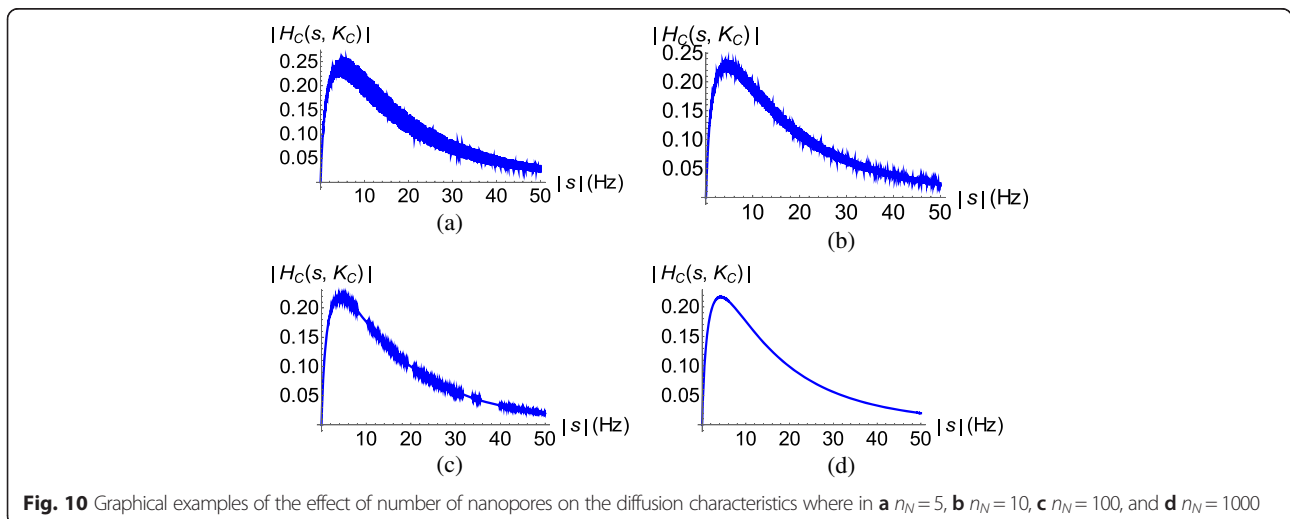 | H_C(s, K_C) |
0.25
0.20
0.15
0.10
0.05
10 20 30 40 50
| s | (Hz)
(a)
| H_C(s, K_C) |
0.25
0.20
0.15
0.10
0.05
10 20 30 40 50
| s | (Hz)
(b)
| H_C(s, K_C) |
0.20
0.15
0.10
0.05
10 20 30 40 50
| s | (Hz)
(c)
| H_C(s, K_C) |
0.20
0.15
0.10
0.05
10 20 30 40 50
| s | (Hz)
(d)
Fig. 10 Graphical examples of the effect of number of nanopores on the diffusion characteristics where in a n_N = 5, b n_N = 10, c n_N = 100, and d n_N = 1000